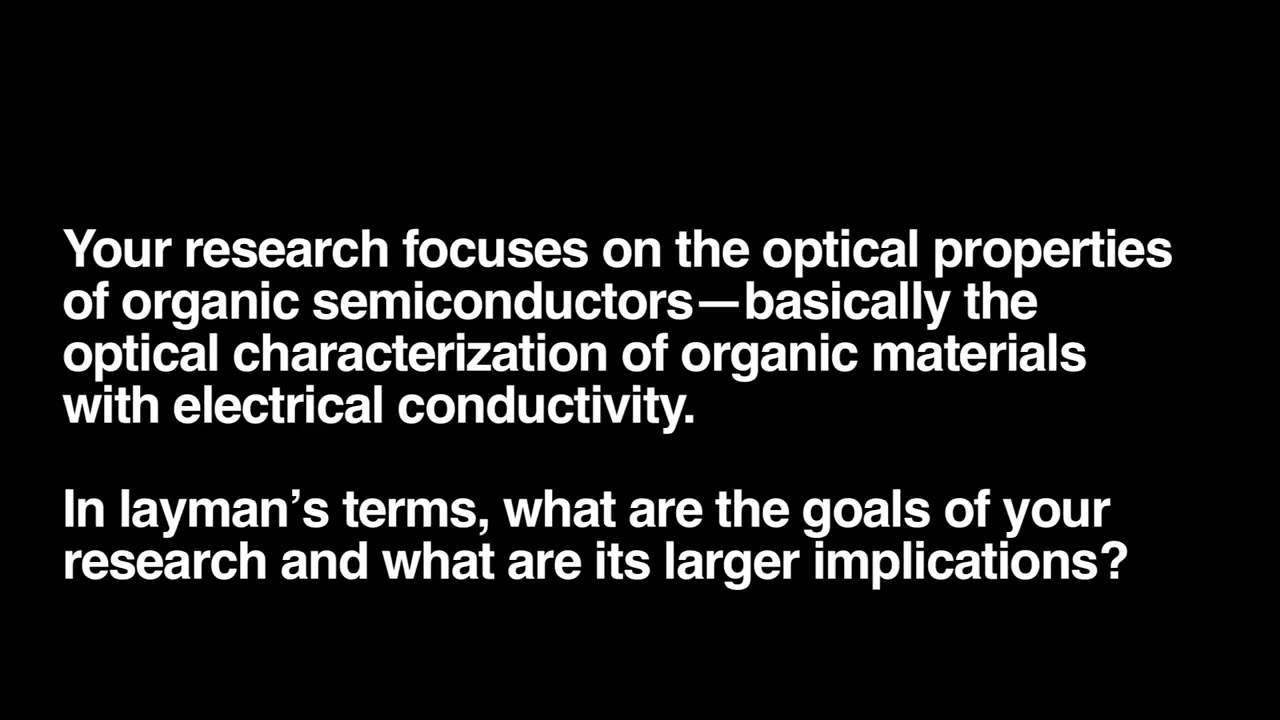 Your research focuses on the optical properties
of organic semiconductors—basically the
optical characterization of organic materials
with electrical conductivity.
In layman’s terms, what are the goals of your
research and what are its larger implications?